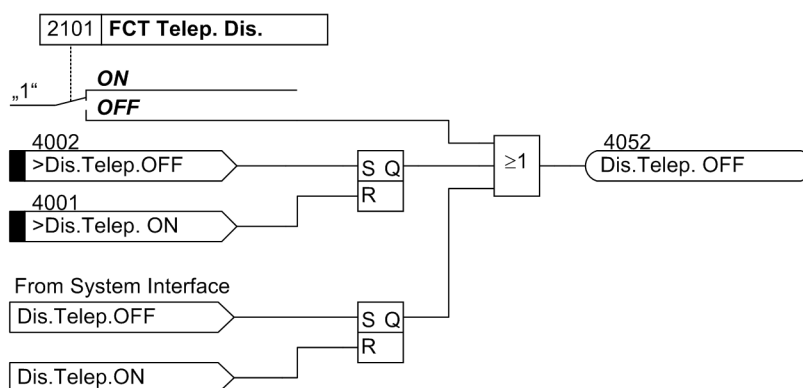 2101 FCT Telep. Dis.
ON
„1“
OFF
4002
>Dis.Telep.OFF
S Q
R
≥1
4052
Dis.Telep. OFF
4001
>Dis.Telep. ON
From System Interface
Dis.Telep.OFF
S Q
R
Dis.Telep.ON